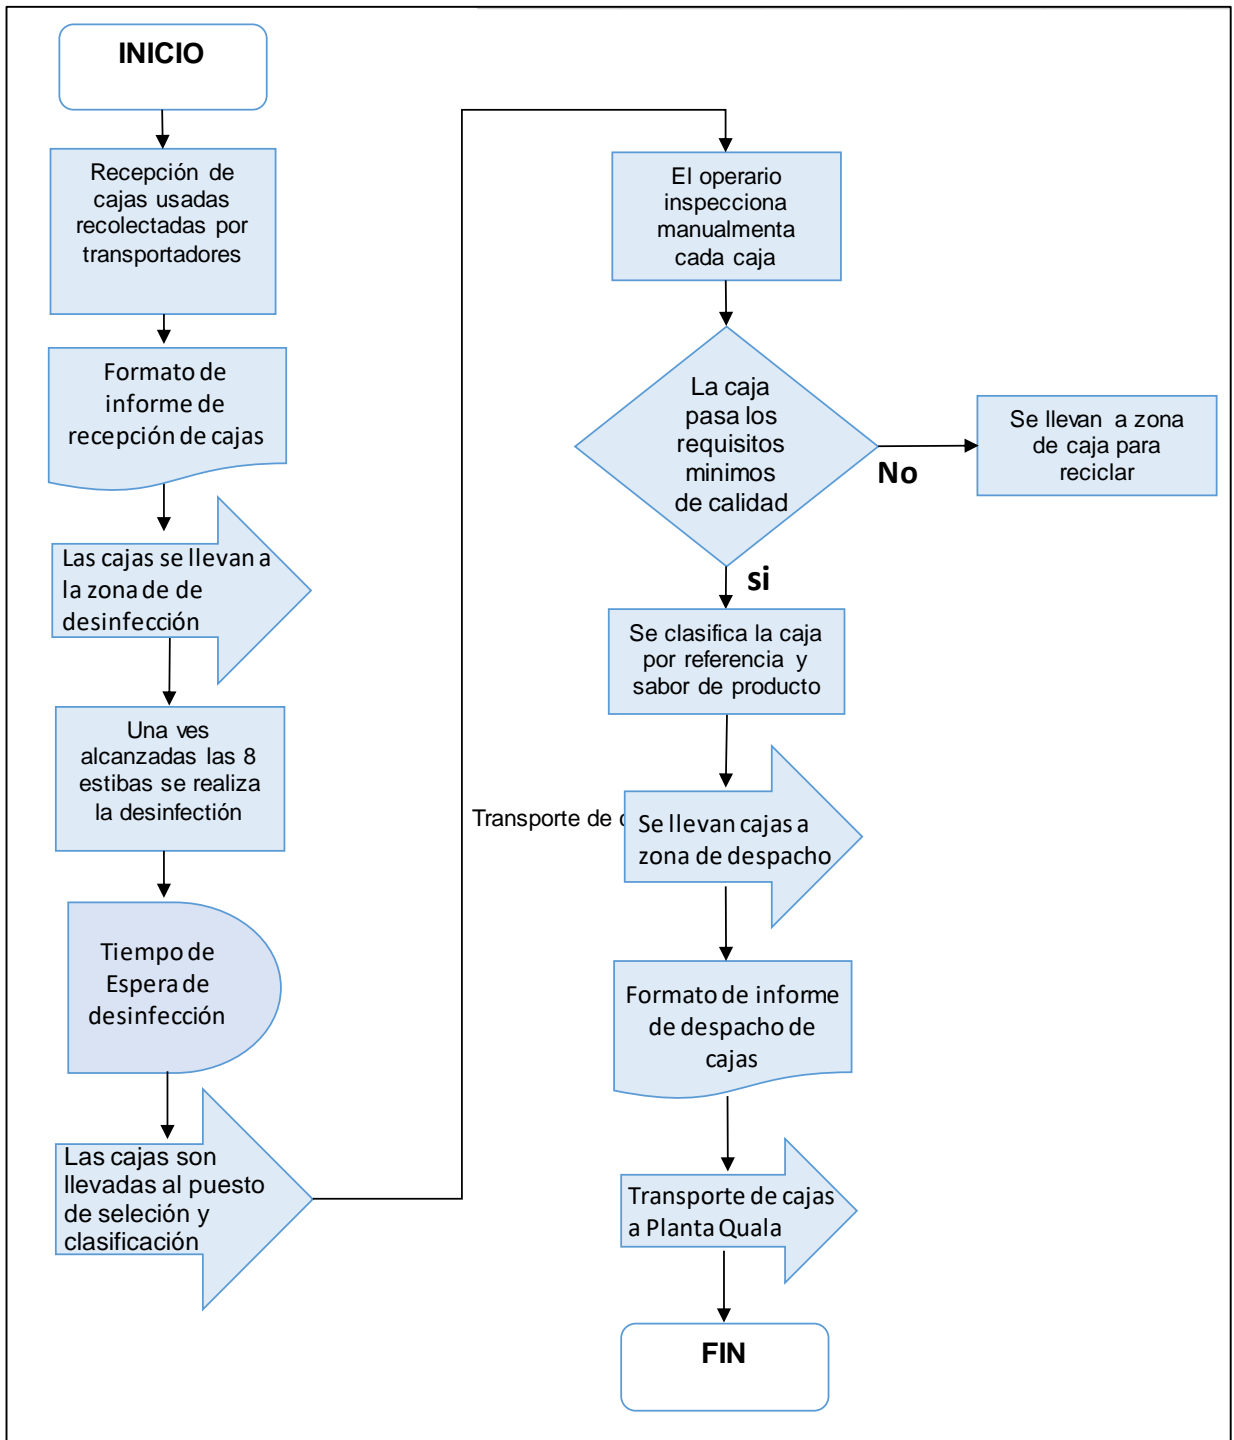 INICIO
Recepción de
cajas usadas
recolectadas por
transportadores
Formato de
informe de
recepción de cajas
Las cajas se llevan a
la zona de de
desinfección
Una ves
alcanzadas las 8
estibas se realiza
la desinfectión
Tiempo de
Espera de
desinfección
Las cajas son
llevadas al puesto
de seleción y
clasificación
El operario
inspecciona
manualmenta
cada caja
La caja
pasa los
requisitos
minimos
de calidad
No
Se llevan a zona
de caja para
reciclar
si
Se clasifica la caja
por referencia y
sabor de producto
Transporte de
Se llevan cajas a
zona de despacho
Formato de informe
de despacho de
cajas
Transporte de cajas
a Planta Quala
FIN